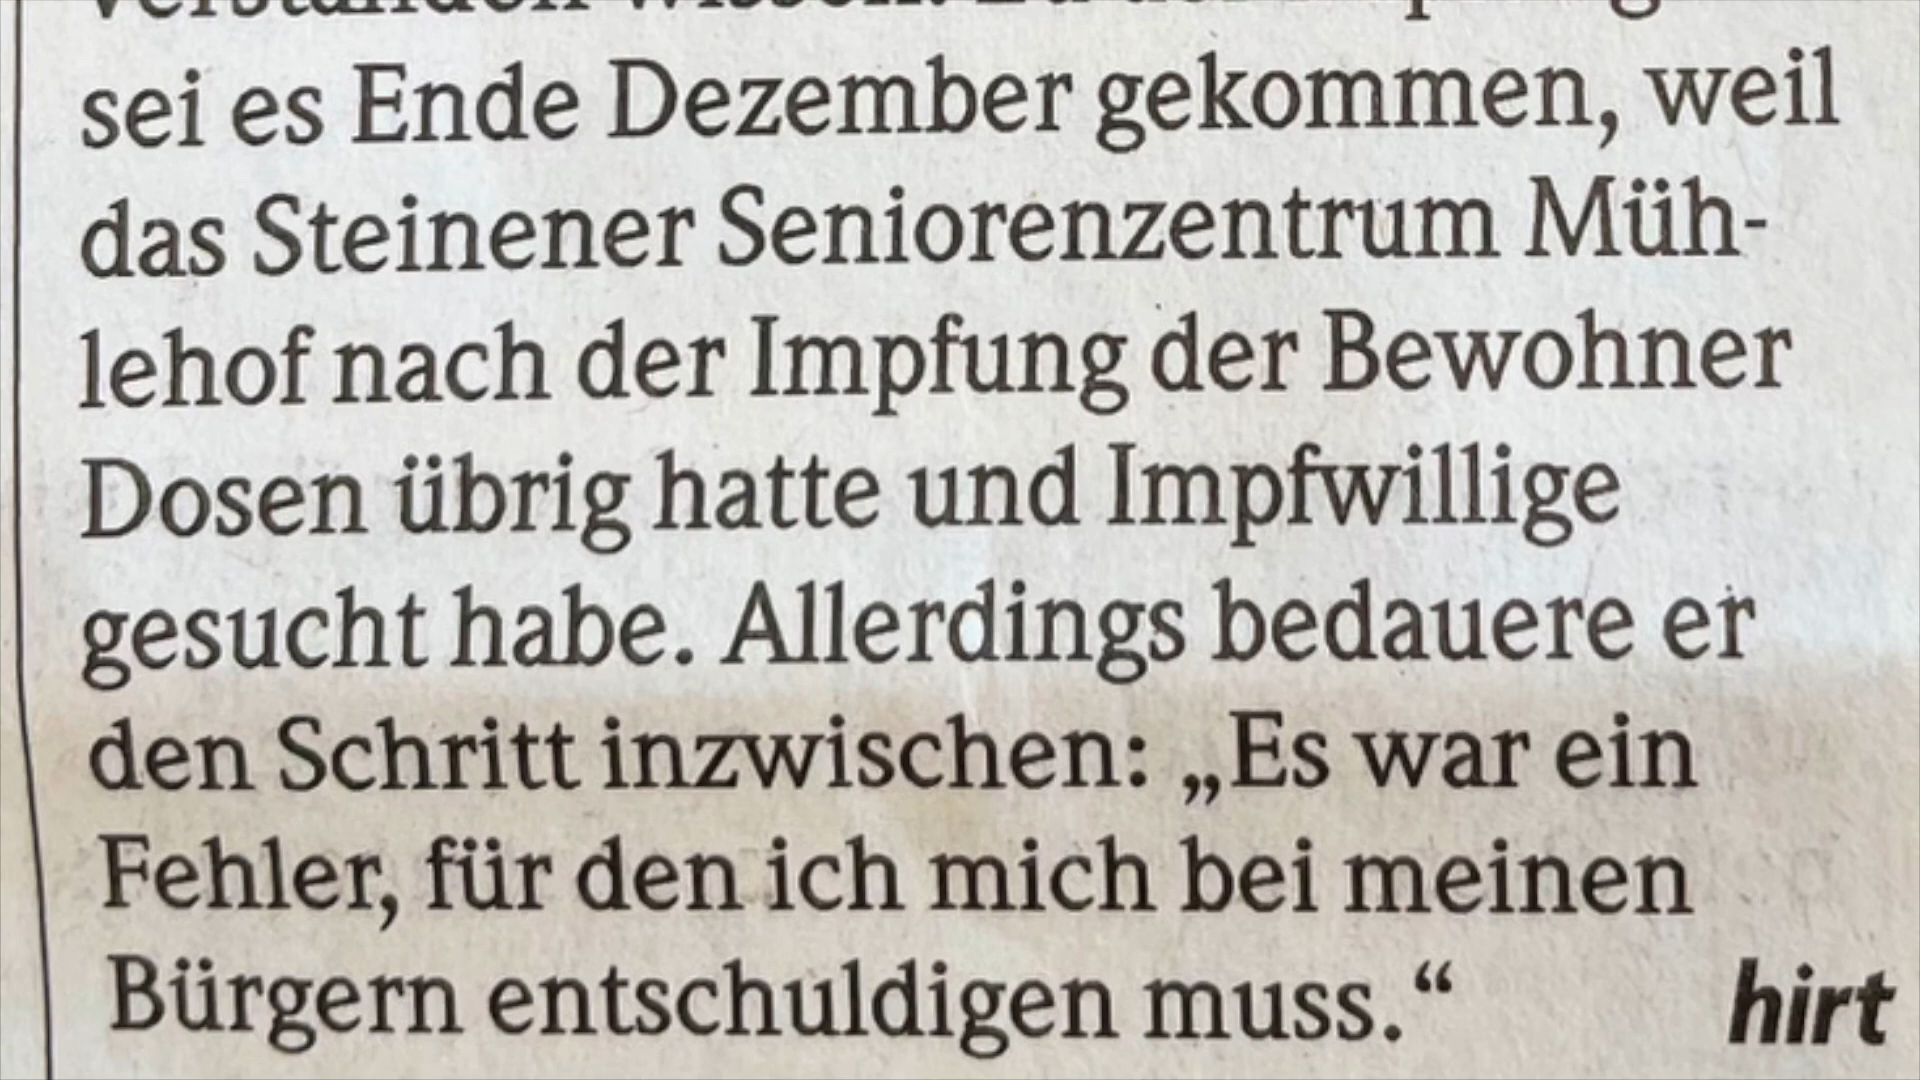 sei es Ende Dezember gekommen, weil
das Steinener Seniorenzentrum Müh-
lehof nach der Impfung der Bewohner
Dosen übrig hatte und Impfwillige
gesucht habe. Allerdings bedauere er
den Schritt inzwischen: „Es war ein
Fehler, für den ich mich bei meinen
Bürgern entschuldigen muss.“ hirt